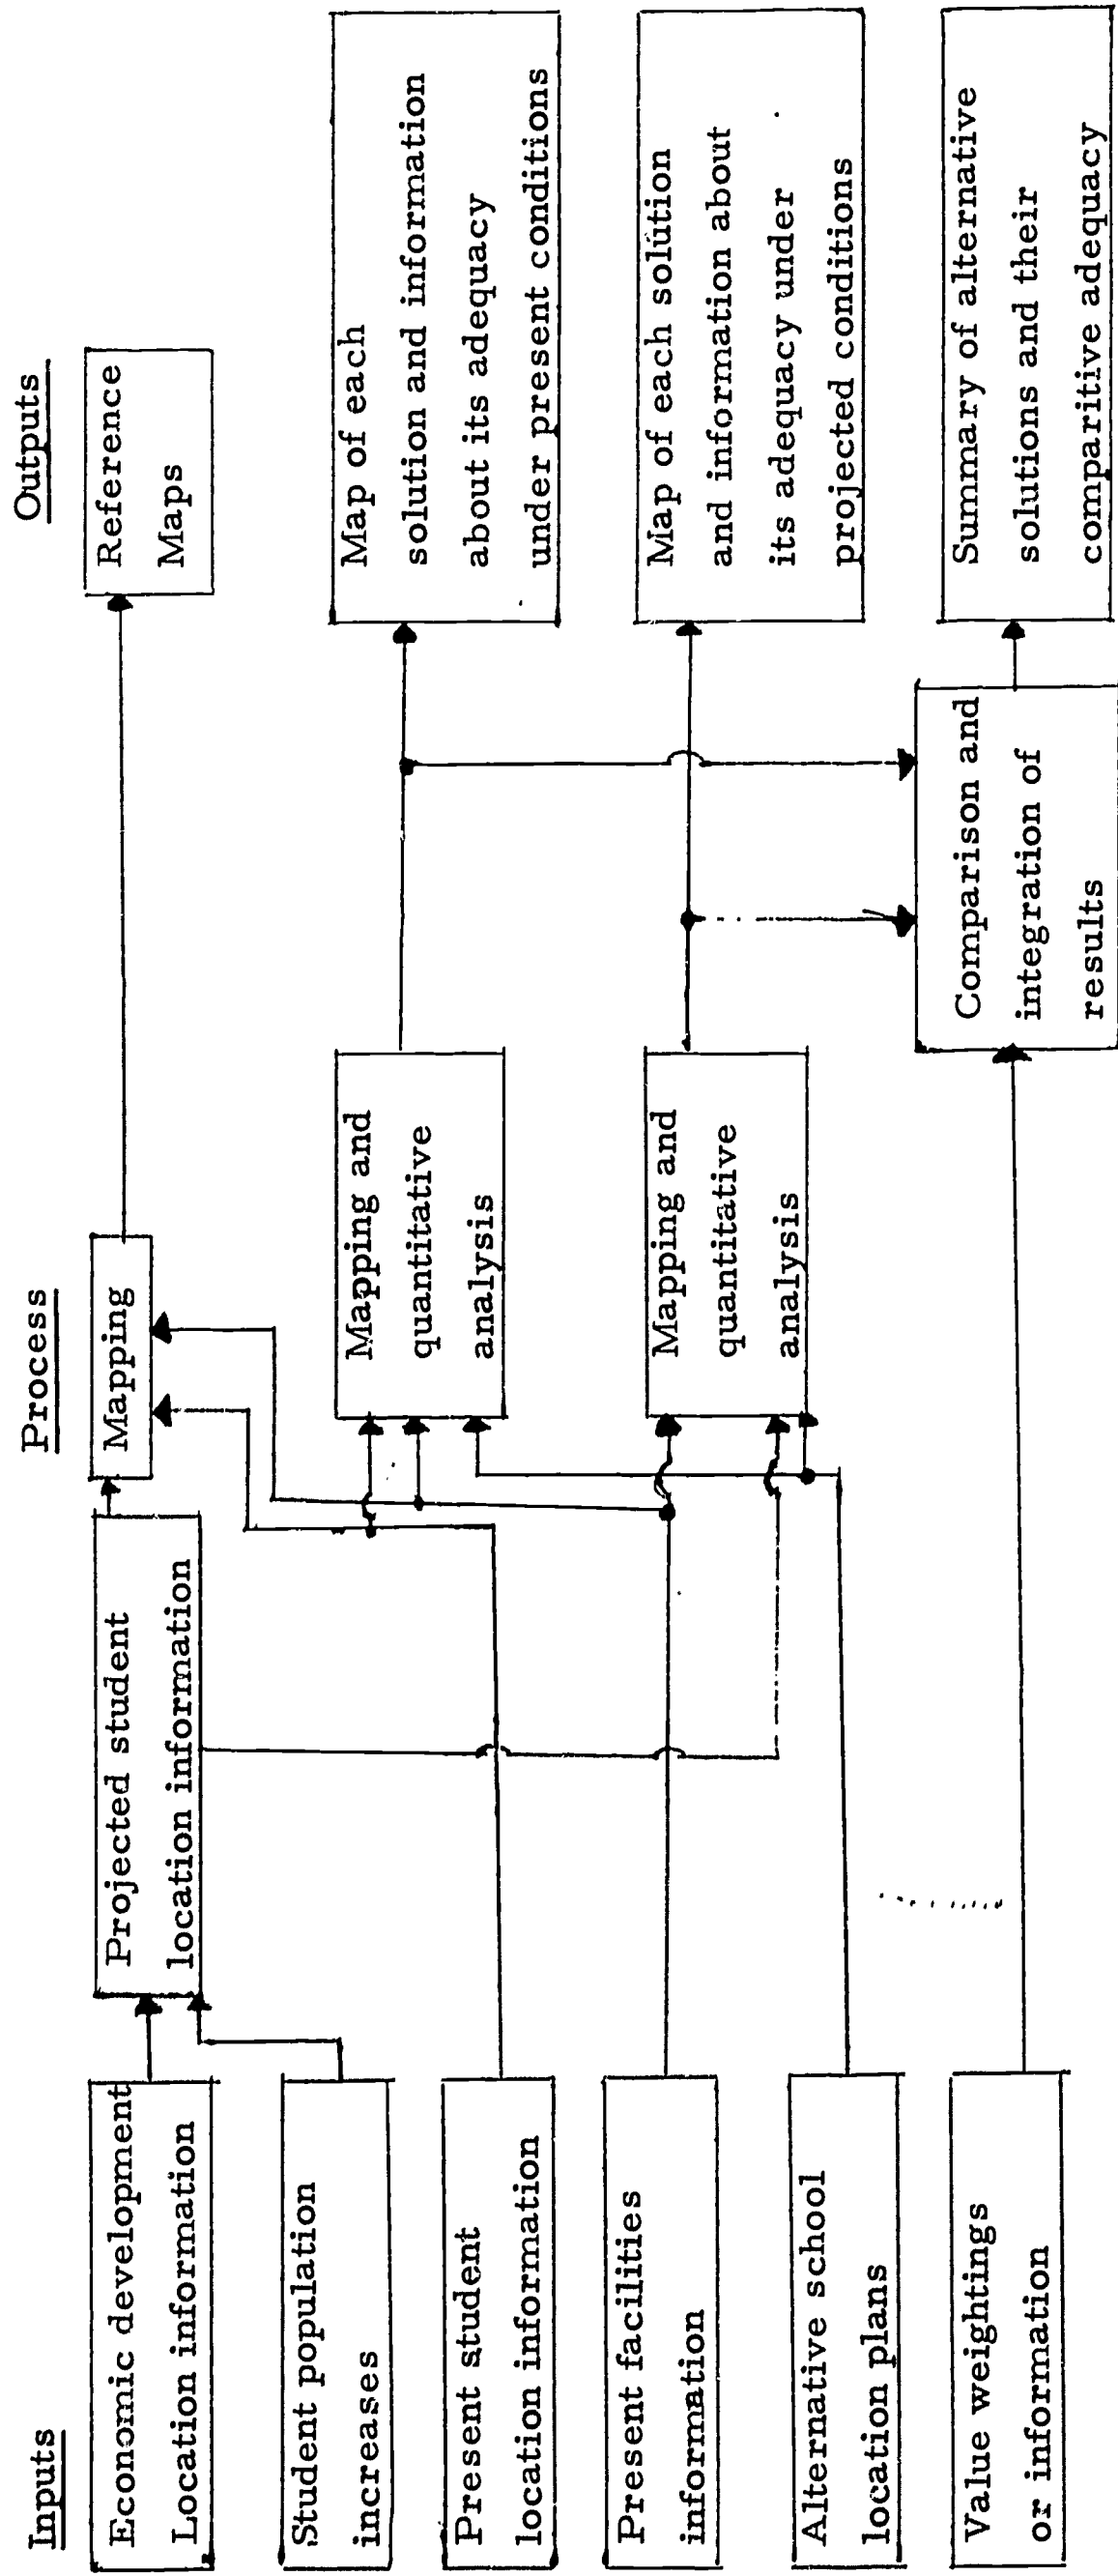 Inputs
Process
Outputs
Economic development
Location information
Student population
increases
Present student
location information
Present facilities
information
Alternative school
location plans
Value weightings
or information
Projected student
location information
Mapping
Mapping and
quantitative
analysis
Mapping and
quantitative
analysis
Comparison and
integration of
results
Reference
Maps
Map of each
solution and information
about its adequacy
under present conditions
Map of each solution
and information about
its adequacy under
projected conditions
Summary of alternative
solutions and their
comparitive adequacy